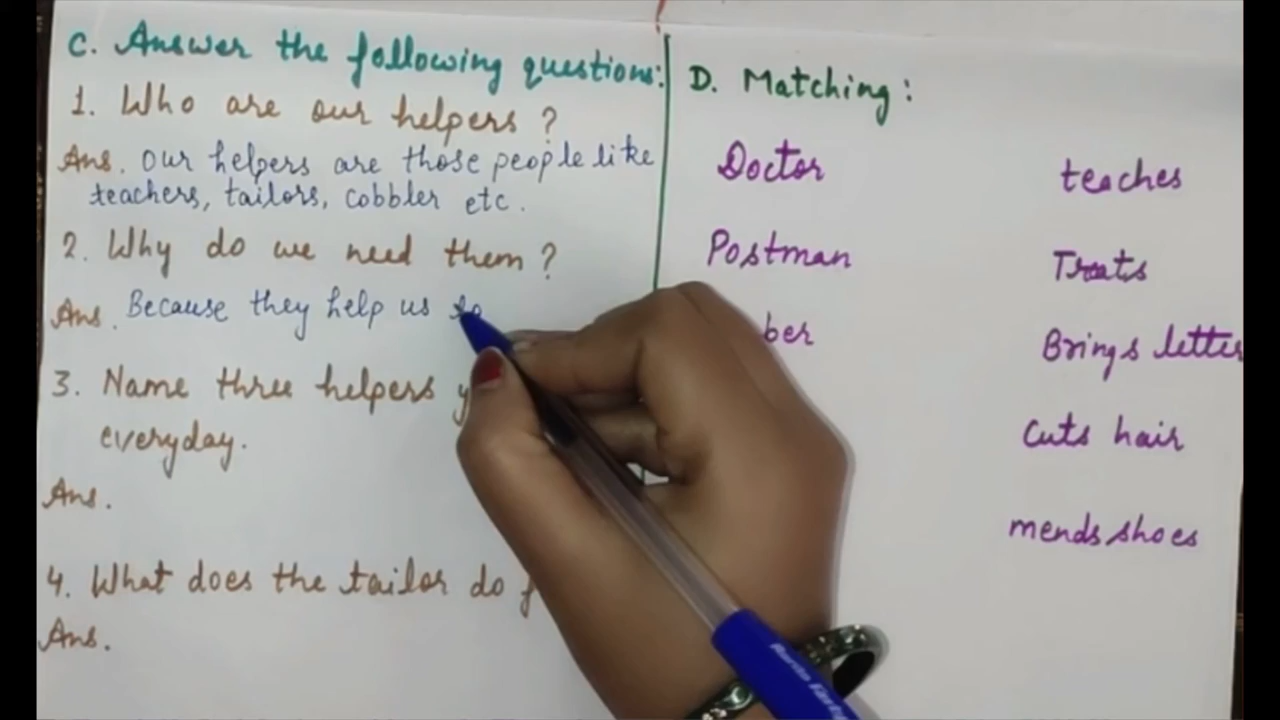 C. Answer the following questions:
1. Who are our helpers ?
Ans. Our helpers are those people like
teachers, tailors, cobbler etc.
2. Why do we need them ?
Ans. Because they help us to
3. Name three helpers
everyday.
Ans.
4. What does the tailor do
Ans.
D. Matching:
Doctor teaches
Postman Treats
ber Brings letter
cuts hair
mends shoes